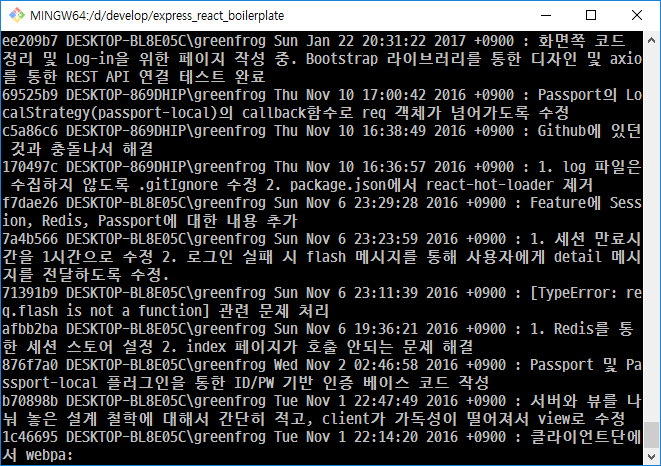 MINGW64:/d/develop/express_react_boilerplate
ee209b7 DESKTOP-BL8E05C\greenfrog Sun Jan 22 20:31:22 2017 +0900 : 화면쪽 코드
정리 및 Log-in을 위한 페이지 작성 중. Bootstrap 라이브러리를 통한 디자인 및 axio
를 통한 REST API 연결 테스트 완료
69525b9 DESKTOP-869DHIP\greenfrog Thu Nov 10 17:00:42 2016 +0900 : Passport의 Lo
calStrategy(passport-local)의 callback함수로 req 객체가 넘어가도록 수정
c5a86c6 DESKTOP-869DHIP\greenfrog Thu Nov 10 16:38:49 2016 +0900 : Github에 있던
것과 충돌나서 해결
170497c DESKTOP-869DHIP\greenfrog Thu Nov 10 16:36:57 2016 +0900 : 1. log 파일은
수집하지 않도록 .gitIgnore 수정 2. package.json에서 react-hot-loader 제거
f7dae26 DESKTOP-BL8E05C\greenfrog Sun Nov 6 23:29:28 2016 +0900 : Feature에 Sess
ion, Redis, Passport에 대한 내용 추가
7a4b566 DESKTOP-BL8E05C\greenfrog Sun Nov 6 23:23:59 2016 +0900 : 1. 세션 만료시
간을 1시간으로 수정 2. 로그인 실패 시 flash 메시지를 통해 사용자에게 detail 메시
지를 전달하도록 수정.
71391b9 DESKTOP-BL8E05C\greenfrog Sun Nov 6 23:11:39 2016 +0900 : [TypeError: re
q.flash is not a function] 관련 문제 처리
afbb2ba DESKTOP-BL8E05C\greenfrog Sun Nov 6 19:36:21 2016 +0900 : 1. Redis를 통
한 세션 스토어 설정 2. index 페이지가 호출 안되는 문제 해결
876f7a0 DESKTOP-BL8E05C\greenfrog Wed Nov 2 02:46:58 2016 +0900 : Passport 및 Pa
ssport-local 플러그인을 통한 ID/PW 기반 인증 베이스 코드 작성
b70898b DESKTOP-BL8E05C\greenfrog Tue Nov 1 22:47:49 2016 +0900 : 서버와 뷰를 나
눠 놓은 설계 철학에 대해서 간단히 적고, client가 가독성이 떨어져서 view로 수정
1c46695 DESKTOP-BL8E05C\greenfrog Tue Nov 1 22:14:20 2016 +0900 : 클라이언트단에
서 webpa: